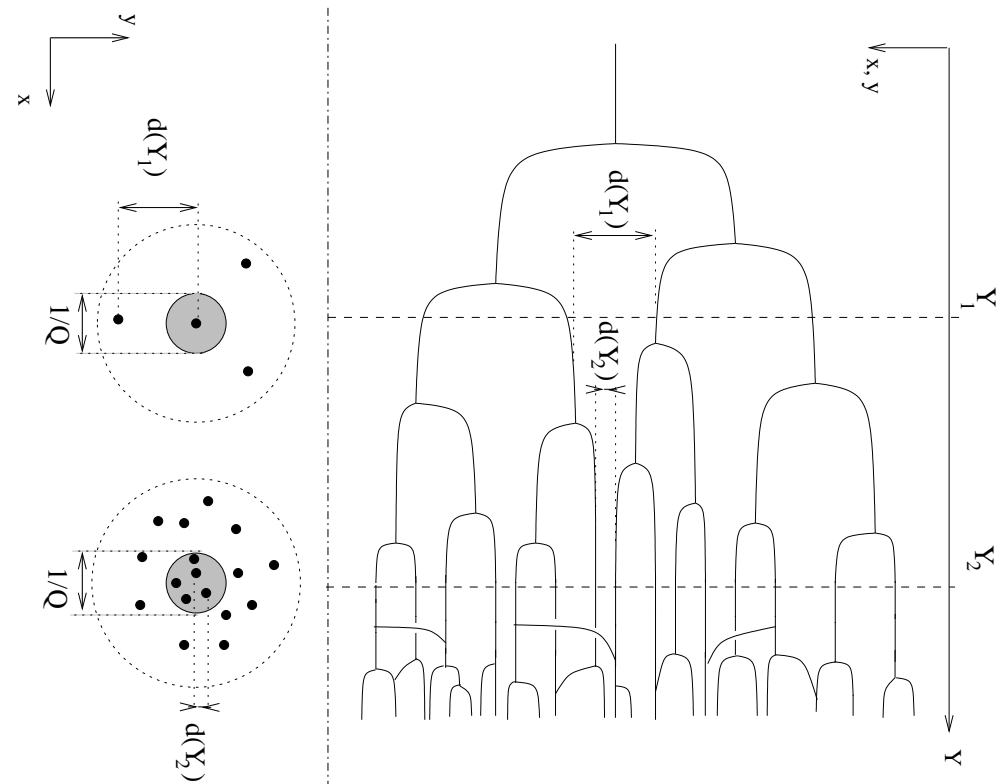 y
x
d(Y₁)
1/Q
1/Q
d(Y₂)
x, y
d(Y₁)
Y₁
d(Y₂)
Y₂
Y